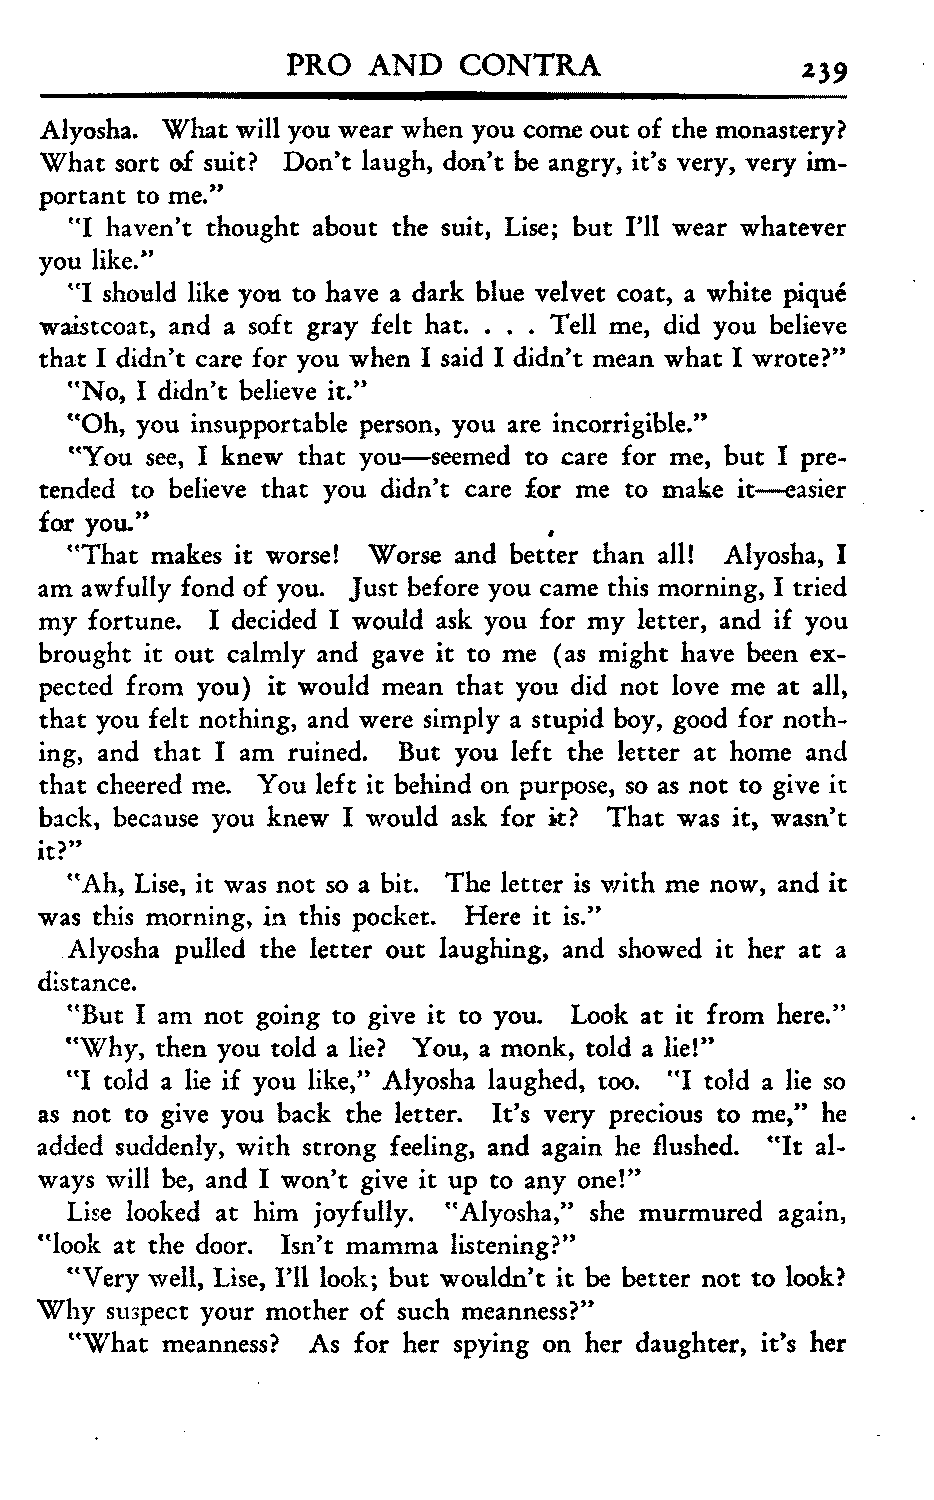 PRO AND CONTRA 239
Alyosha. What will you wear when you come out of the monastery?
What sort of suit? Don't laugh, don't be angry, it's very, very im-
portant to me."
"I haven't thought about the suit, Lise; but I'll wear whatever
you like."
"I should like you to have a dark blue velvet coat, a white piqué
waistcoat, and a soft gray felt hat. . . . Tell me, did you believe
that I didn't care for you when I said I didn't mean what I wrote?"
"No, I didn't believe it."
"Oh, you insupportable person, you are incorrigible."
"You see, I knew that you—seemed to care for me, but I pre-
tended to believe that you didn't care for me to make it—easier
for you."
"That makes it worse! Worse and better than all! Alyosha, I
am awfully fond of you. Just before you came this morning, I tried
my fortune. I decided I would ask you for my letter, and if you
brought it out calmly and gave it to me (as might have been ex-
pected from you) it would mean that you did not love me at all,
that you felt nothing, and were simply a stupid boy, good for noth-
ing, and that I am ruined. But you left the letter at home and
that cheered me. You left it behind on purpose, so as not to give it
back, because you knew I would ask for it? That was it, wasn't
it?"
"Ah, Lise, it was not so a bit. The letter is with me now, and it
was this morning, in this pocket. Here it is."
Alyosha pulled the letter out laughing, and showed it her at a
distance.
"But I am not going to give it to you. Look at it from here."
"Why, then you told a lie? You, a monk, told a lie!"
"I told a lie if you like," Alyosha laughed, too. "I told a lie so
as not to give you back the letter. It's very precious to me," he
added suddenly, with strong feeling, and again he flushed. "It al-
ways will be, and I won't give it up to any one!"
Lise looked at him joyfully. "Alyosha," she murmured again,
"look at the door. Isn't mamma listening?"
"Very well, Lise, I'll look; but wouldn't it be better not to look?
Why suspect your mother of such meanness?"
"What meanness? As for her spying on her daughter, it's her